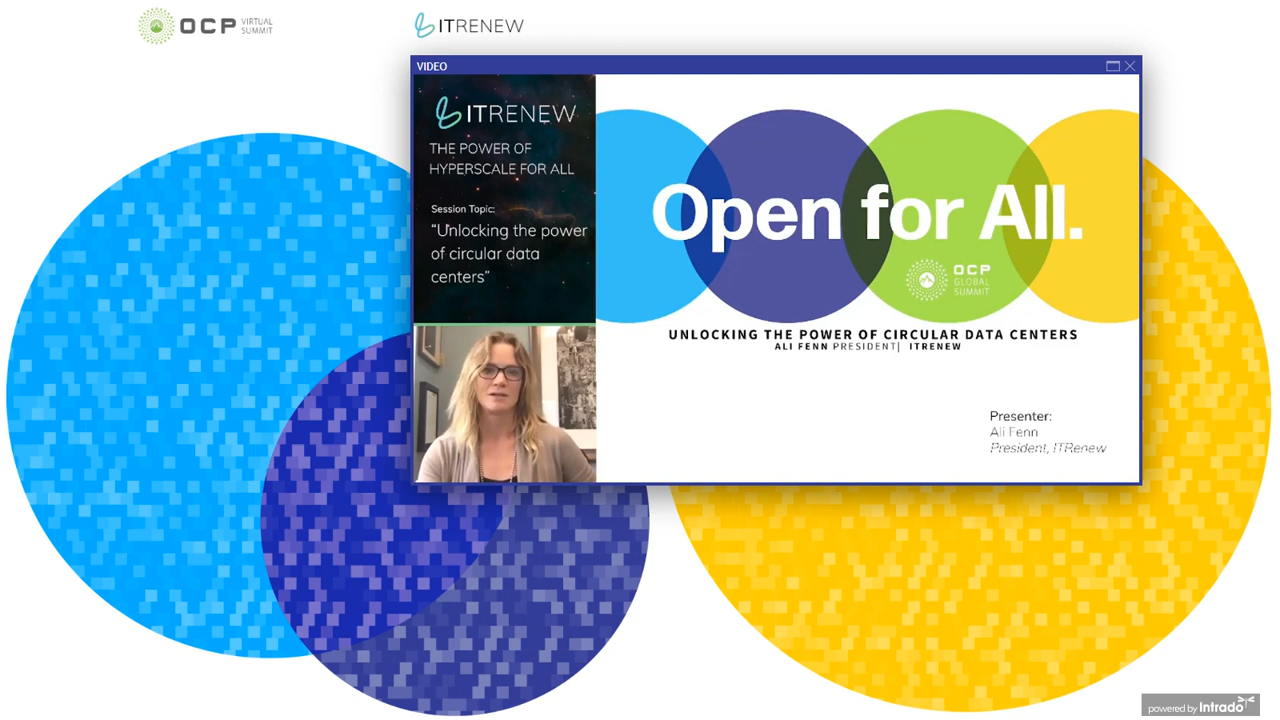 OCP VIRTUAL
SUMMIT
ITRENEW
VIDEO
ITRENEW
THE POWER OF
HYPERSCALE FOR ALL
Session Topic:
"Unlocking the power
of circular data
centers"
Open for All.
OCP
GLOBAL
SUMMIT
UNLOCKING THE POWER OF CIRCULAR DATA CENTERS
ALI FENN PRESIDENT| ITRENEW
Presenter:
Ali Fenn
President, ITRenew
powered by Intrado